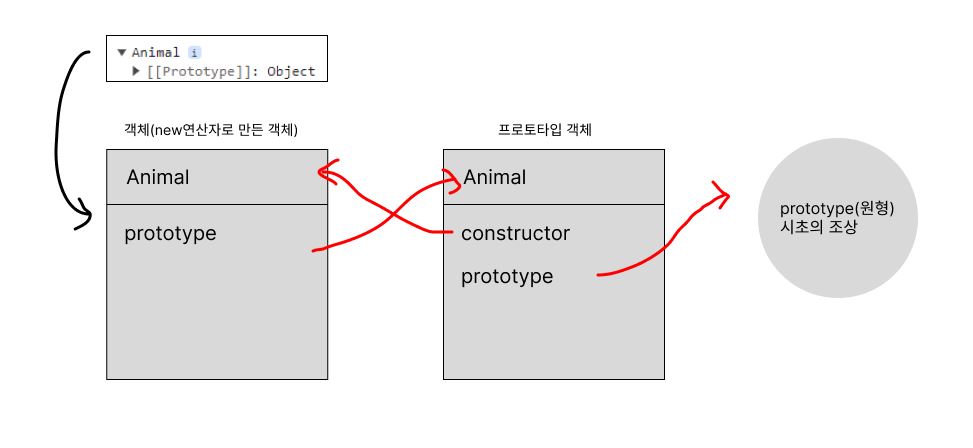 ▼ Animal i
▶ [[Prototype]]: Object
객체(new연산자로 만든 객체)
프로토타입 객체
Animal
prototype
Animal
constructor
prototype
prototype(원형)
시초의 조상